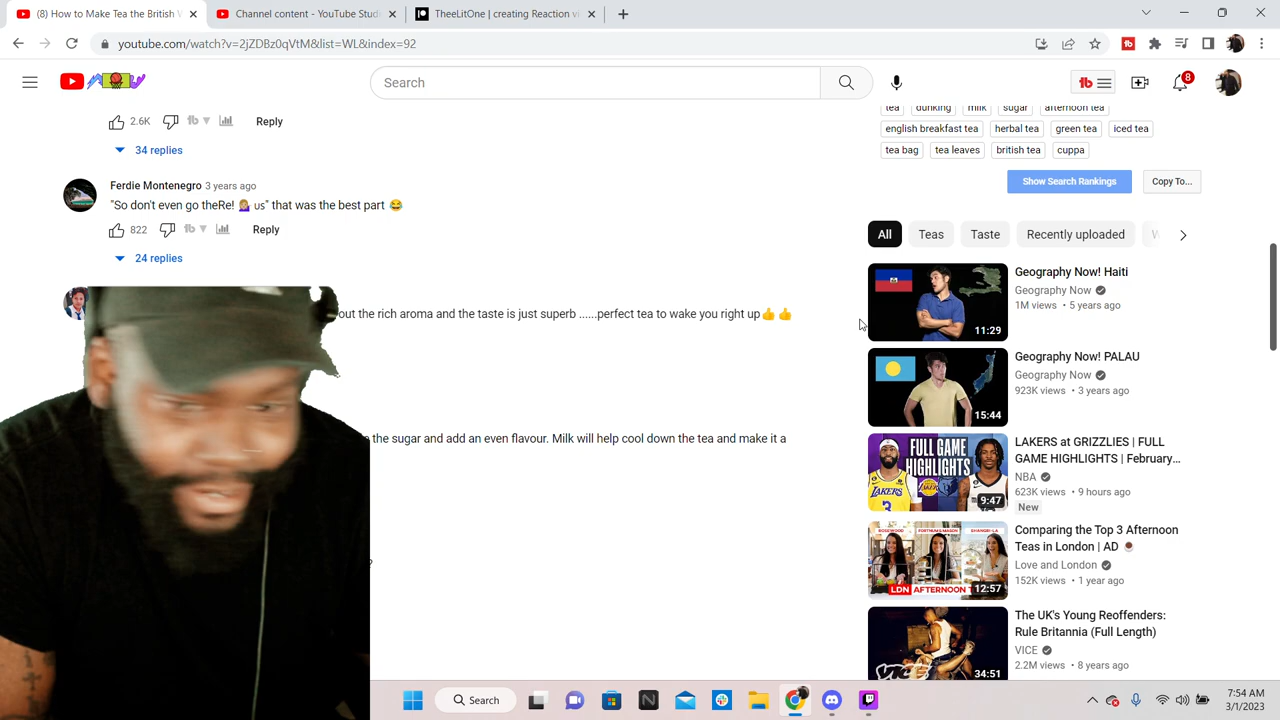 (8) How to Make Tea the British
Channel content - YouTube Stud
TheeLitOne | creating Reaction vi
youtube.com/watch?v=2jZDBz0qVtM&list=WL&index=92
Search
8
2.6K Reply
34 replies
Ferdie Montenegro 3 years ago
"So don't even go theRe! 💁🏼 us" that was the best part 😂
822 Reply
24 replies
out the rich aroma and the taste is just superb ......perfect tea to wake you right up👍 👍
the sugar and add an even flavour. Milk will help cool down the tea and make it a
?
tea dunking milk sugar afternoon tea
english breakfast tea herbal tea green tea iced tea
tea bag tea leaves british tea cuppa
Show Search Rankings Copy To...
All Teas Taste Recently uploaded
Geography Now! Haiti
Geography Now
1M views • 5 years ago
11:29
Geography Now! PALAU
Geography Now
923K views • 3 years ago
15:44
LAKERS at GRIZZLIES | FULL
GAME HIGHLIGHTS | February...
NBA
623K views • 9 hours ago
New
FULL
GAME
HIGHLIGHTS
LAKERS
9:47
Comparing the Top 3 Afternoon
Teas in London | AD ☕
Love and London
152K views • 1 year ago
ROSEWOOD FORTNUM & MASON SHANGRI-LA
LDN AFTERNOON T
12:57
The UK's Young Reoffenders:
Rule Britannia (Full Length)
VICE
2.2M views • 8 years ago
VICE
34:51
Search
7:54 AM
3/1/2023